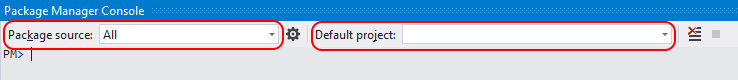 Package Manager Console
Package source: All Default project:
PM>